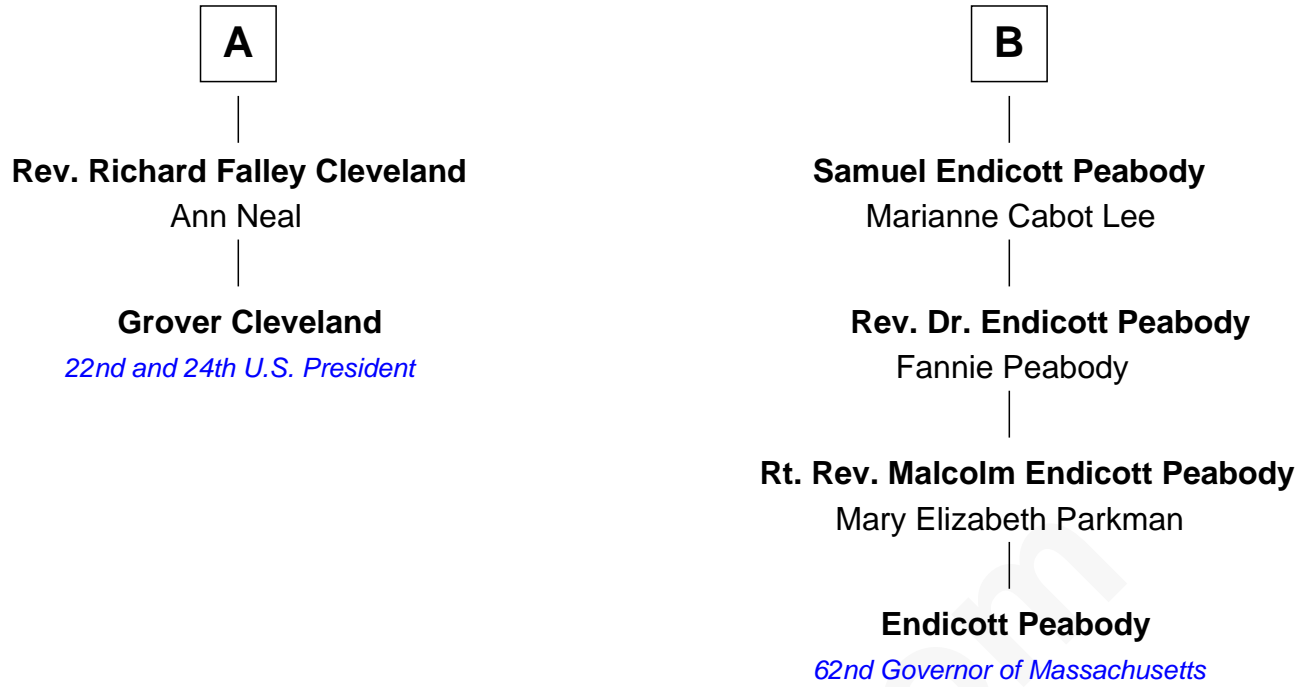 A
Rev. Richard Falley Cleveland
Ann Neal
Grover Cleveland
22nd and 24th U.S. President
B
Samuel Endicott Peabody
Marianne Cabot Lee
Rev. Dr. Endicott Peabody
Fannie Peabody
Rt. Rev. Malcolm Endicott Peabody
Mary Elizabeth Parkman
Endicott Peabody
62nd Governor of Massachusetts